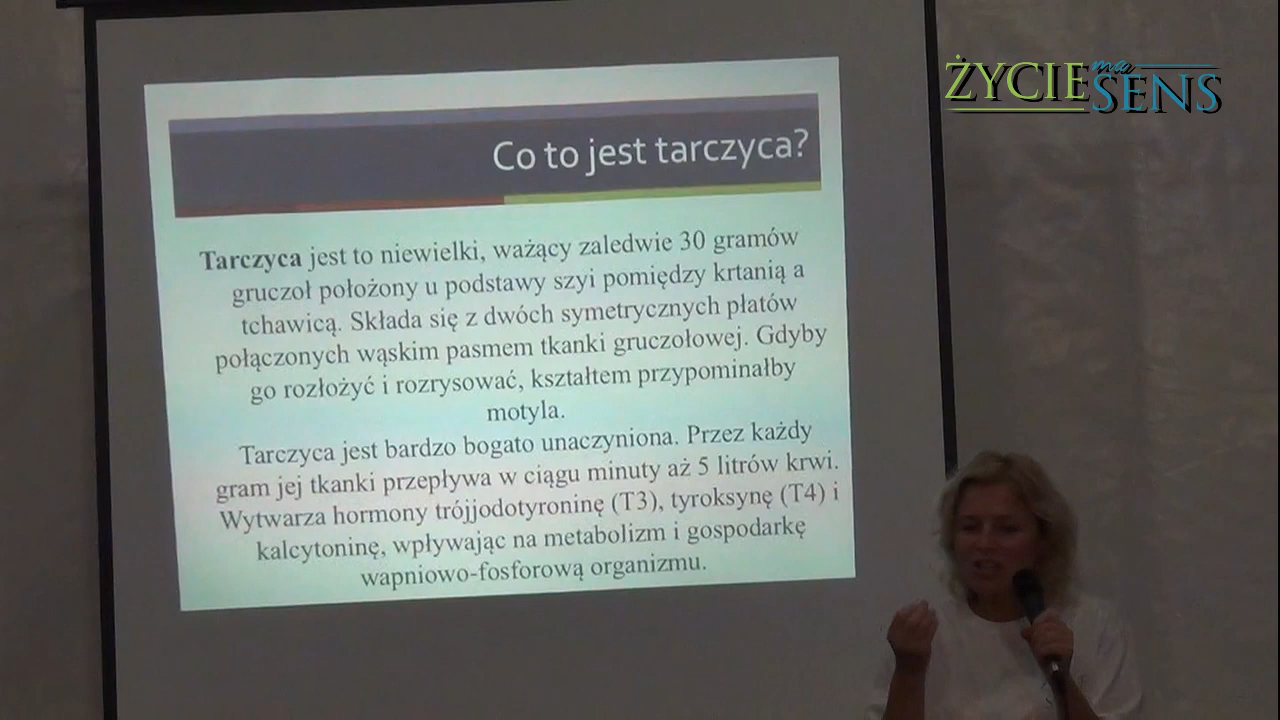 ŻYCIE ma SENS
Co to jest tarczyca?
Tarczyca jest to niewielki, ważący zaledwie 30 gramów
gruczoł położony u podstawy szyi pomiędzy krtanią a
tchawicą. Składa się z dwóch symetrycznych płatów
połączonych wąskim pasmem tkanki gruczołowej. Gdyby
go rozłożyć i rozrysować, kształtem przypominałby
motyla.
Tarczyca jest bardzo bogato unaczyniona. Przez każdy
gram jej tkanki przepływa w ciągu minuty aż 5 litrów krwi.
Wytwarza hormony trójjodotyroninę (T3), tyroksynę (T4) i
kalcytoninę, wpływając na metabolizm i gospodarkę
wapniowo-fosforową organizmu.